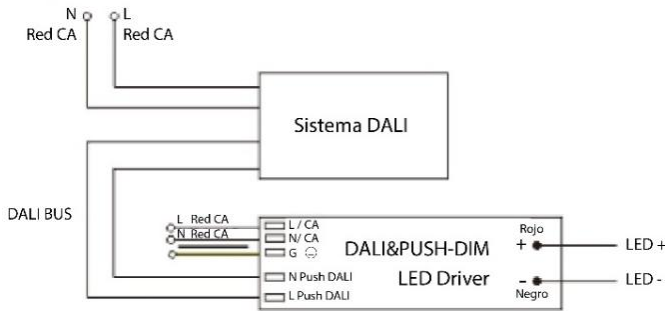 N L
Red CA Red CA
Sistema DALI
DALI BUS
L Red CA
N Red CA
L / CA
N/ CA
G
N Push DALI
L Push DALI
DALI&PUSH-DIM
LED Driver
Rojo
+
-
Negro
LED +
LED -